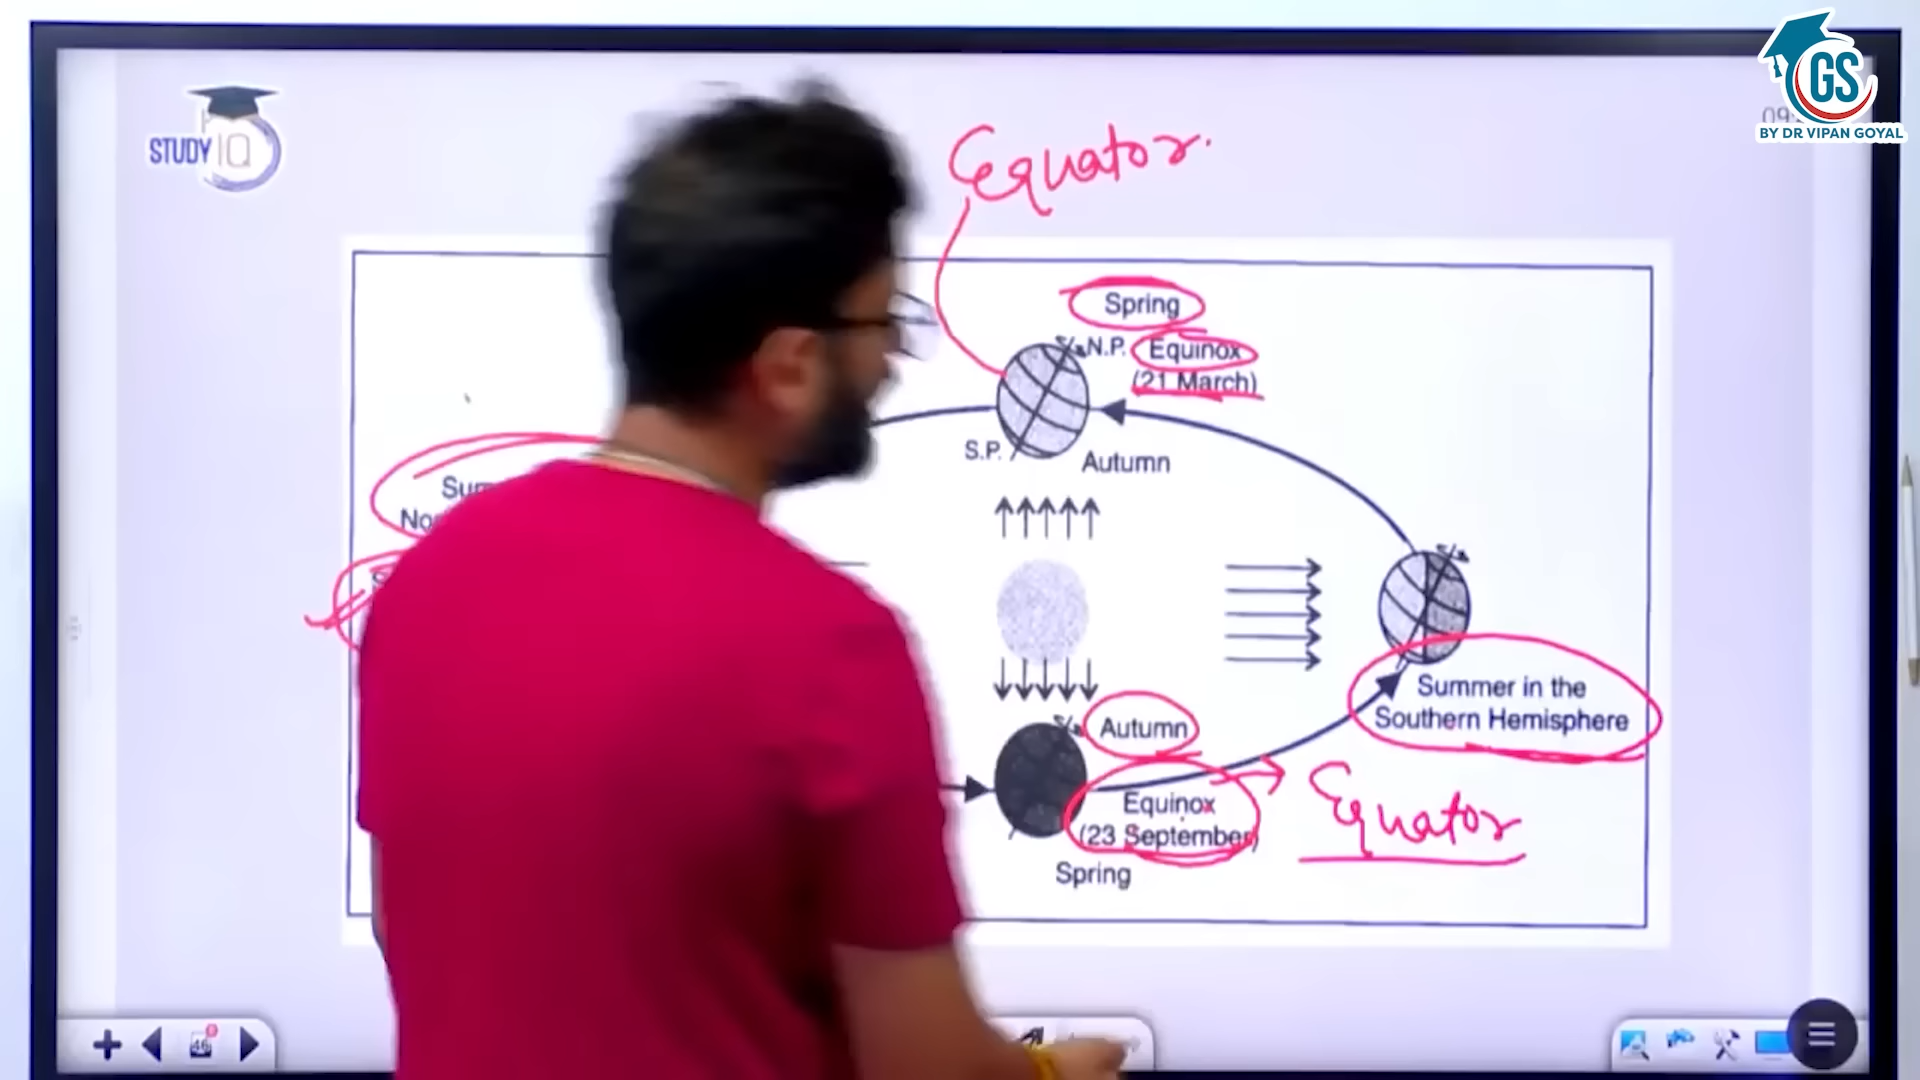 STUDY IQ
GS
BY DR VIPAN GOYAL
Equator.
Spring
N.P. Equinox
(21 March)
S.P.
Autumn
Summer in the
Southern Hemisphere
Autumn
Equinox
(23 September)
Equator
Spring
46